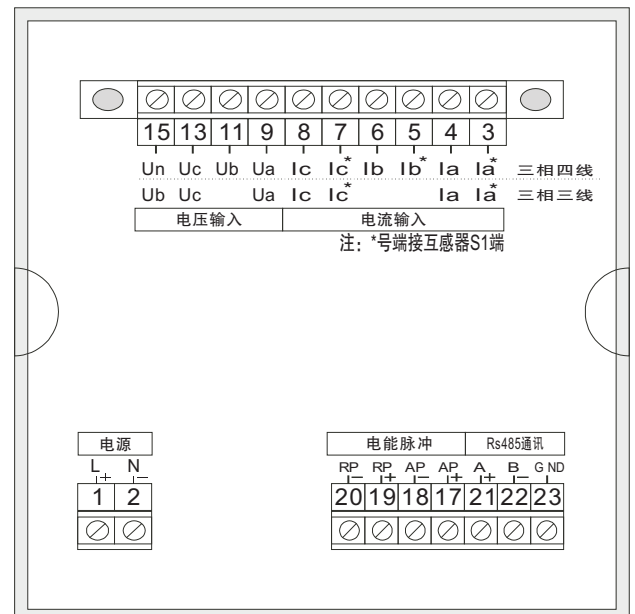 15 13 11 9 8 7 6 5 4 3
Un Uc Ub Ua Ic Ic* Ib Ib* Ia Ia* 三相四线
Ub Uc Ua Ic Ic* Ia Ia* 三相三线
电压输入 电流输入
注：*号端接互感器S1端
电源 电能脉冲 Rs485通讯
L+ N− RP− RP+ AP− AP+ A+ B− GND
1 2 20 19 18 17 21 22 23